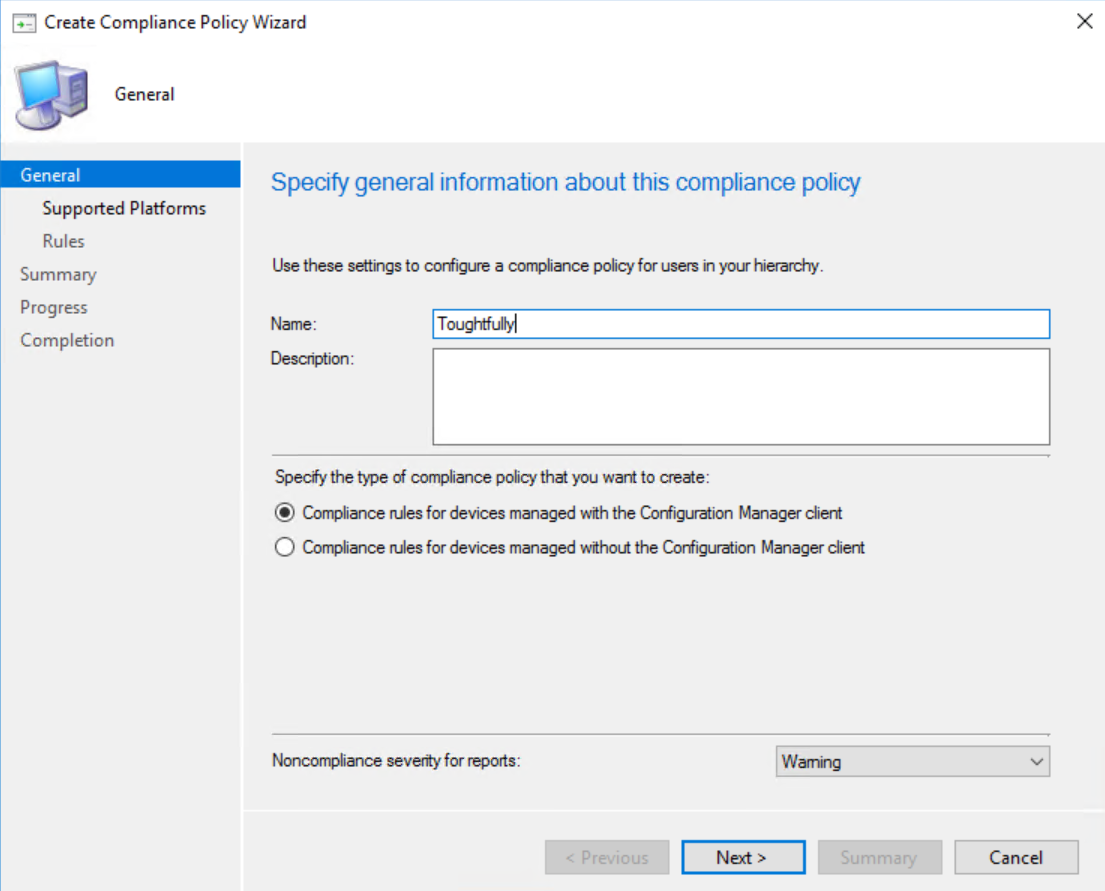 Create Compliance Policy Wizard
General
General
Supported Platforms
Rules
Summary
Progress
Completion
Specify general information about this compliance policy
Use these settings to configure a compliance policy for users in your hierarchy.
Name: Toughtfully
Description:
Specify the type of compliance policy that you want to create:
Compliance rules for devices managed with the Configuration Manager client
Compliance rules for devices managed without the Configuration Manager client
Noncompliance severity for reports: Warning
< Previous Next > Summary Cancel